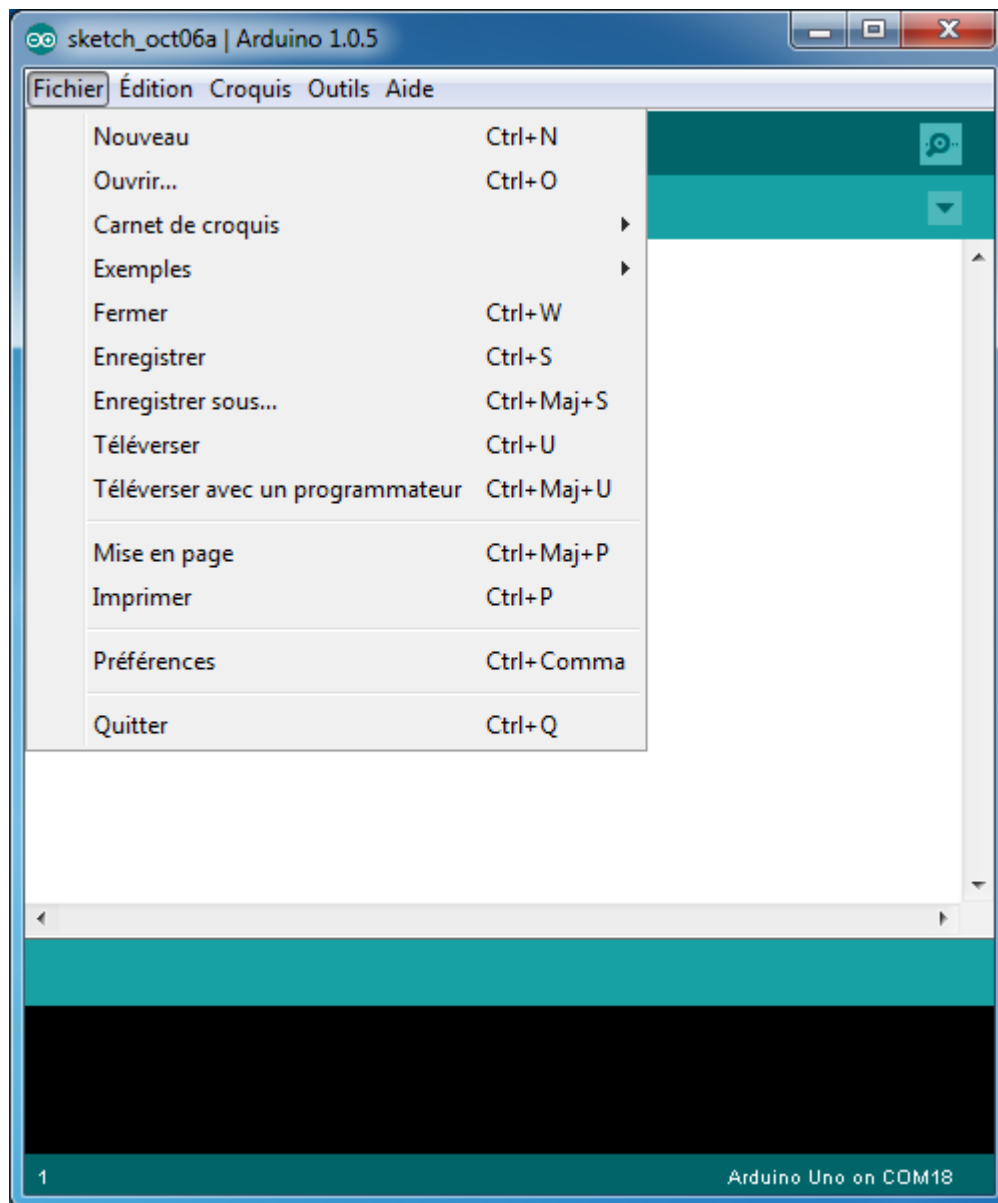 sketch_oct06a | Arduino 1.0.5
Fichier Édition Croquis Outils Aide
Nouveau Ctrl+N
Ouvrir... Ctrl+O
Carnet de croquis
Exemples
Fermer Ctrl+W
Enregistrer Ctrl+S
Enregistrer sous... Ctrl+Maj+S
Téléverser Ctrl+U
Téléverser avec un programmateur Ctrl+Maj+U
Mise en page Ctrl+Maj+P
Imprimer Ctrl+P
Préférences Ctrl+Comma
Quitter Ctrl+Q
1 Arduino Uno on COM18